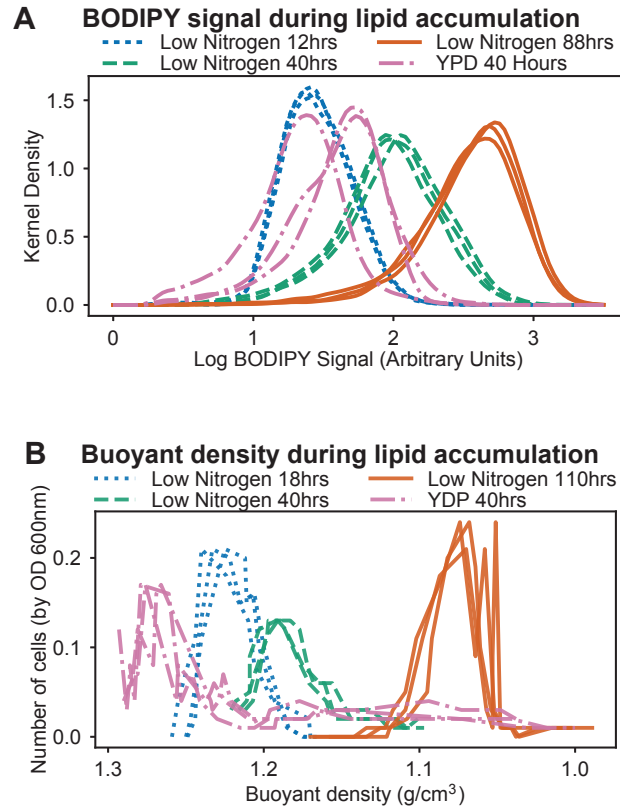 A BODIPY signal during lipid accumulation
Low Nitrogen 12hrs Low Nitrogen 88hrs
Low Nitrogen 40hrs YPD 40 Hours
Kernel Density
1.5
1.0
0.5
0.0
0 1 2 3
Log BODIPY Signal (Arbitrary Units)
B Buoyant density during lipid accumulation
Low Nitrogen 18hrs Low Nitrogen 110hrs
Low Nitrogen 40hrs YDP 40hrs
Number of cells (by OD 600nm)
0.2
0.1
0.0
1.3 1.2 1.1 1.0
Buoyant density (g/cm³)